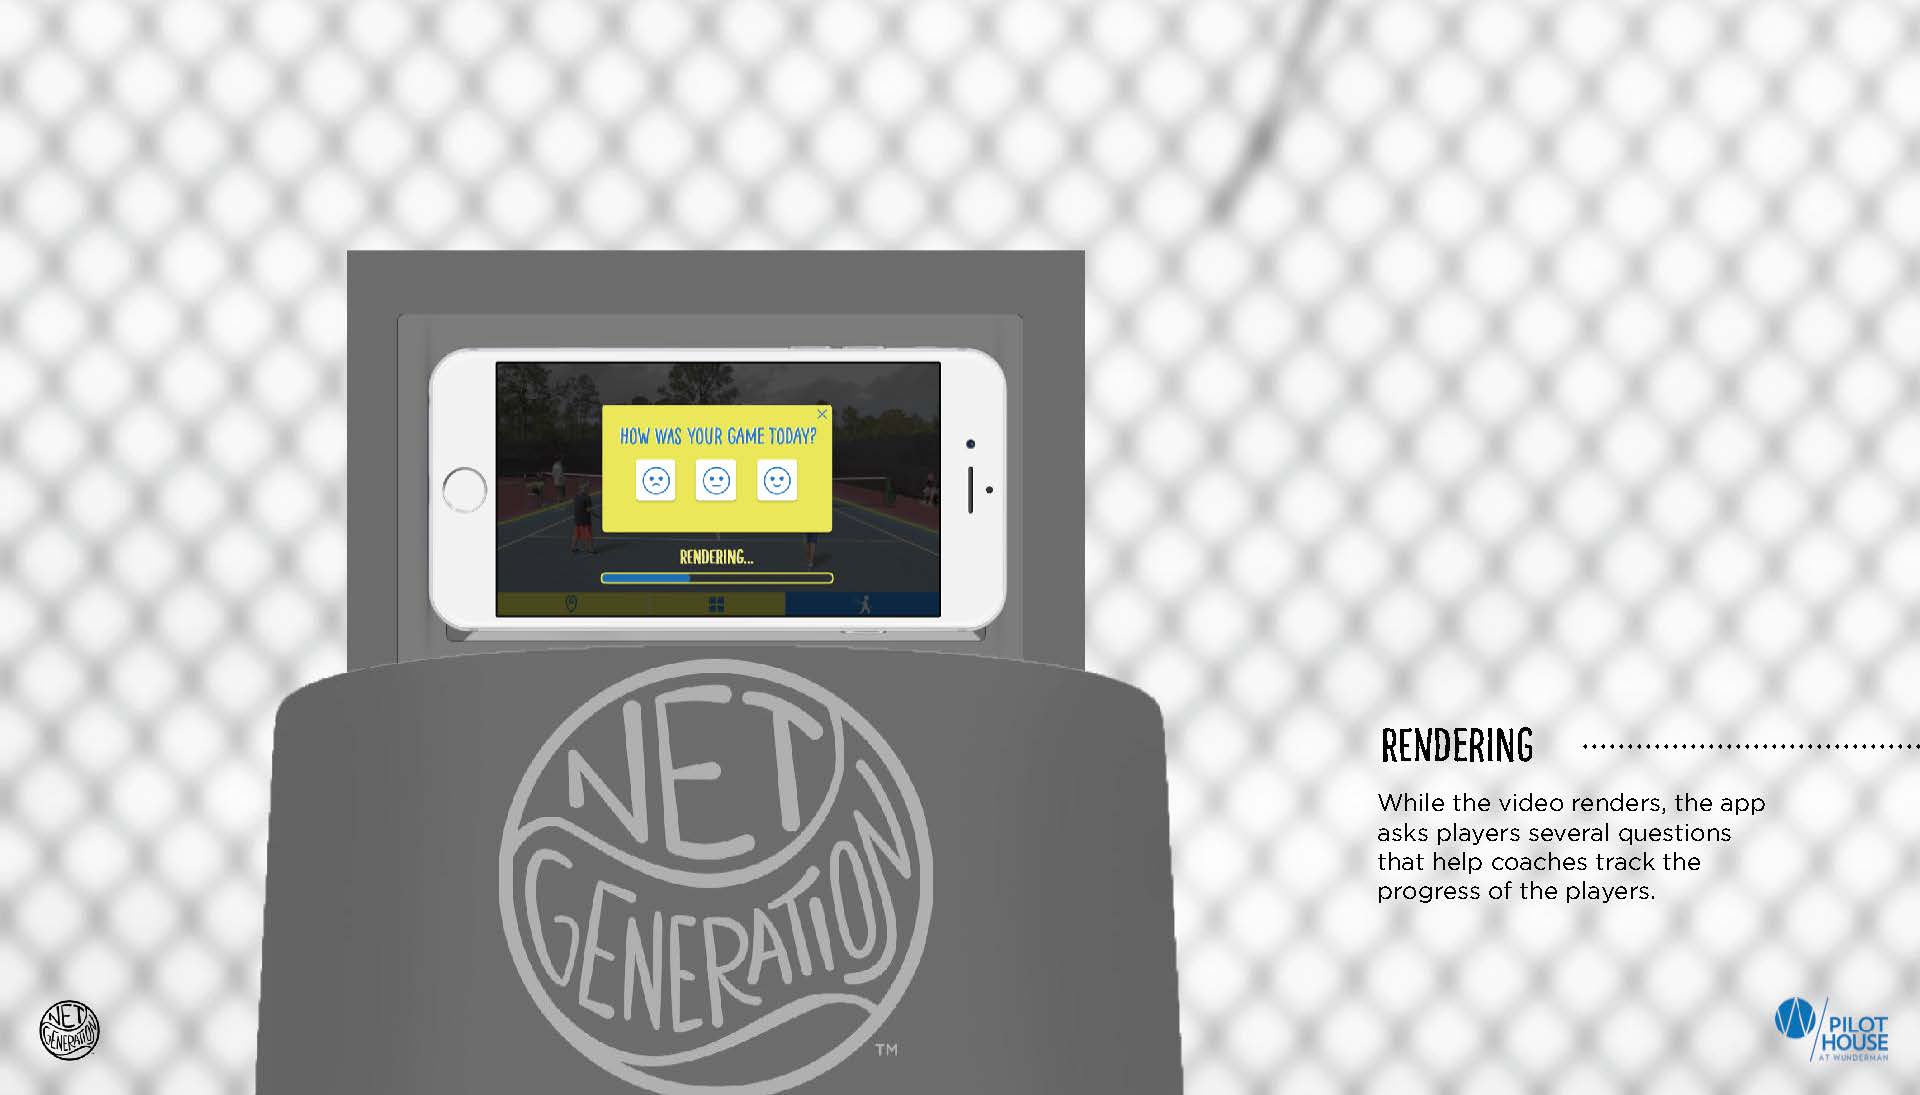 HOW WAS YOUR GAME TODAY?
RENDERING...
NET
GENERATION
TM
RENDERING
While the video renders, the app
asks players several questions
that help coaches track the
progress of the players.
NET
GENERATION
PILOT
HOUSE
AT WUNDERMAN